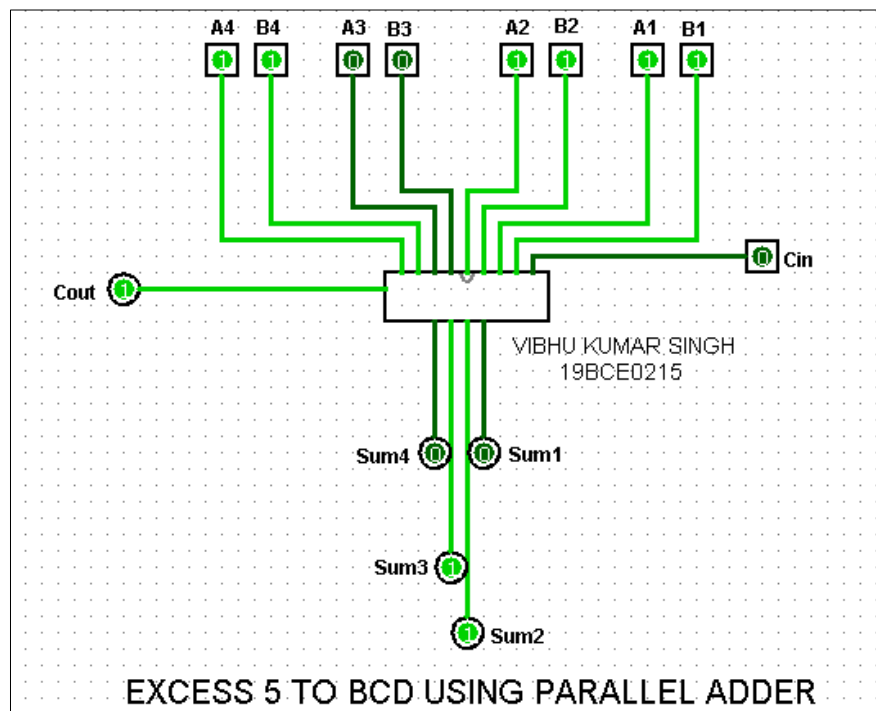 A4 B4 A3 B3 A2 B2 A1 B1
1 1 0 0 1 1 1 1
0 Cin
Cout 1
VIBHU KUMAR SINGH
19BCE0215
Sum4 0 0 Sum1
Sum3 1
1 Sum2
EXCESS 5 TO BCD USING PARALLEL ADDER